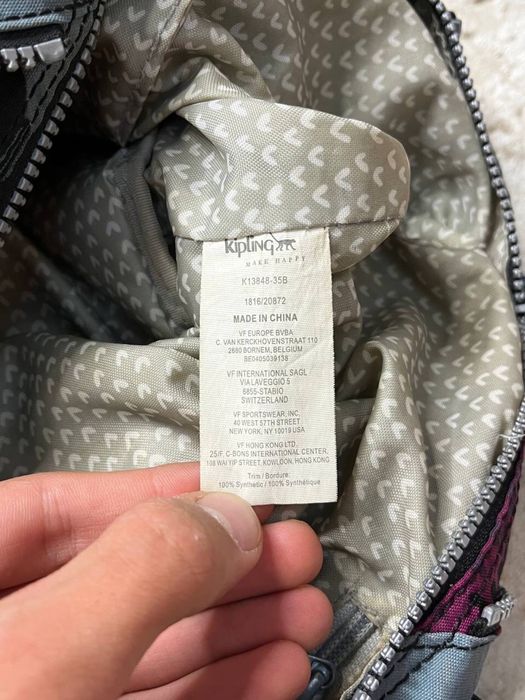 Kipling
MAKE HAPPY
K13848-35B
1816/20872
MADE IN CHINA
VF EUROPE BVBA
C. VAN KERCKHOVENSTRAAT 110
2880 BORNEM, BELGIUM
BE0405039138
VF INTERNATIONAL SAGL
VIA LAVEGGIO 5
6855-STABIO
SWITZERLAND
VF SPORTSWEAR, INC,
40 WEST 57TH STREET
NEW YORK, NY 10019 USA
VF HONG KONG LTD.
25/F, C-BONS INTERNATIONAL CENTER,
108 WAI YIP STREET, KOWLOON, HONG KONG
Trim / Bordure:
100% Synthetic / 100% Synthétique